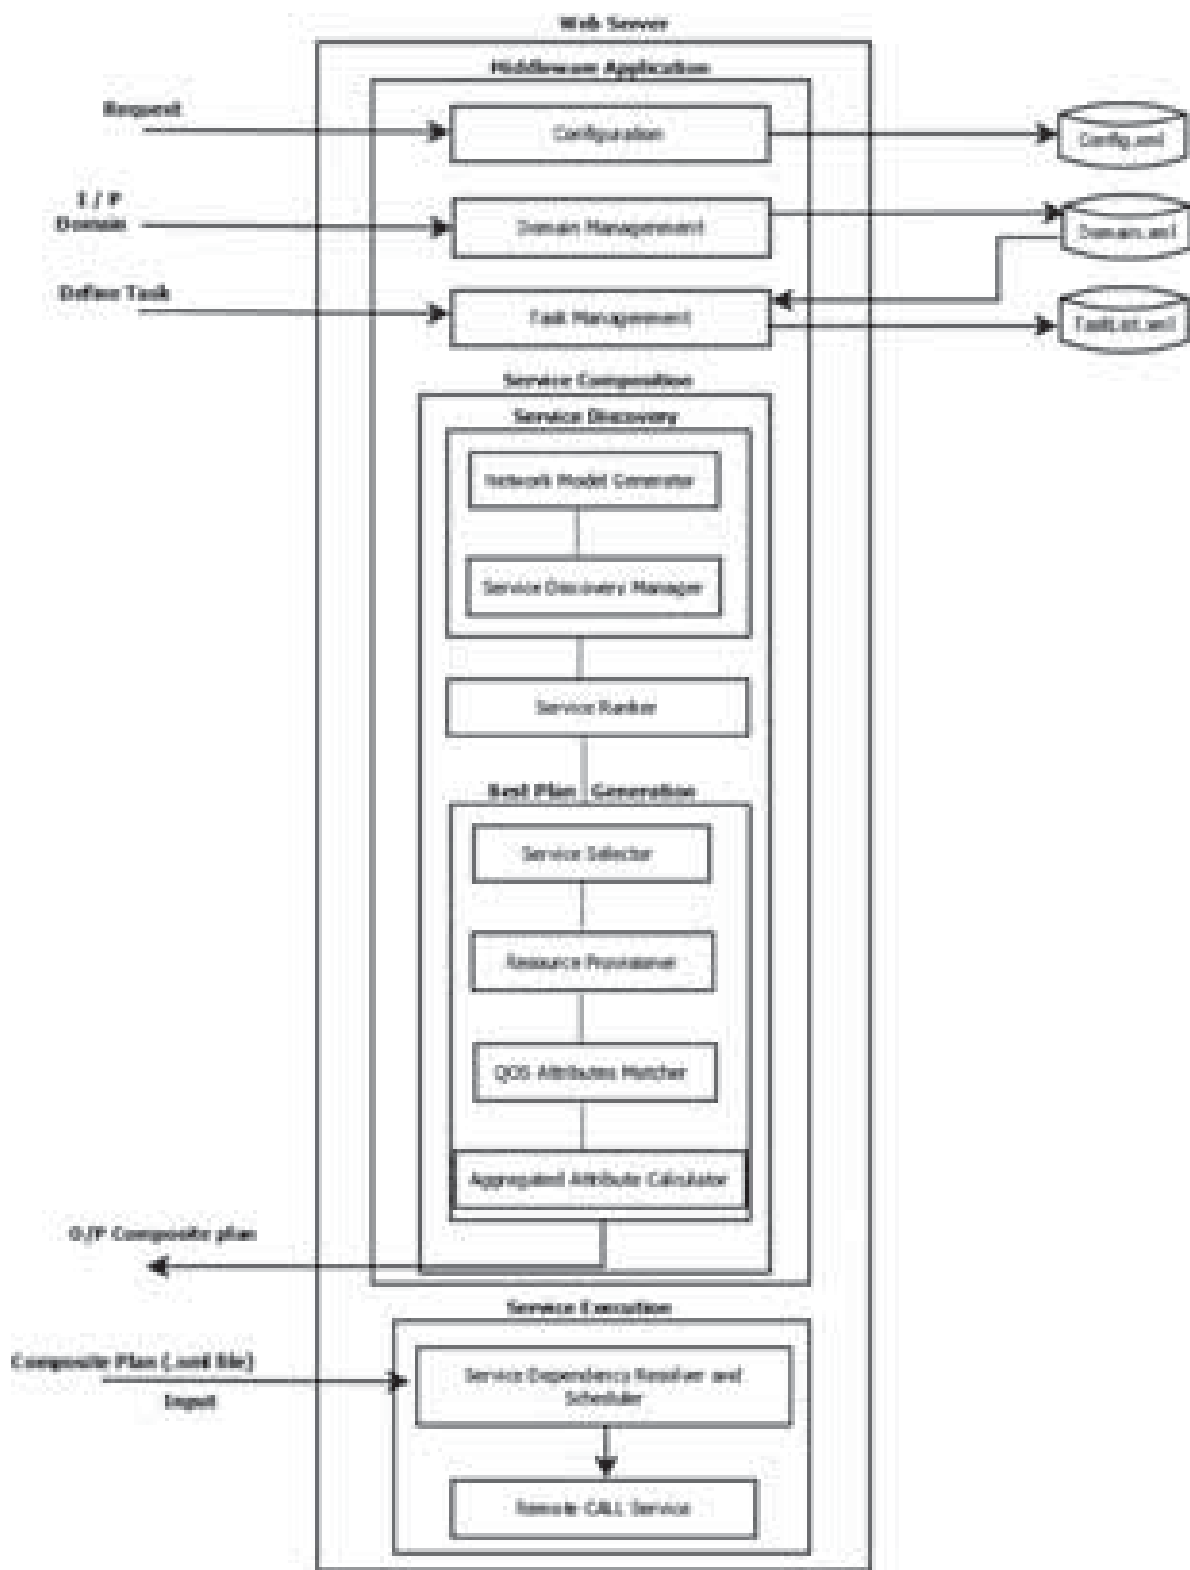 Web Server
Middleware Application
Request
Configuration
Config.xml
I / P
Domain
Domain Management
Domain.xml
Define Task
Task Management
TaskList.xml
Service Composition
Service Discovery
Network Model Generator
Service Discovery Manager
Service Ranker
Best Plan Generation
Service Selector
Resource Provisioner
QOS Attributes Matcher
Aggregated Attribute Calculator
O/P Composite plan
Service Execution
Composite Plan (.xml file)
Input
Service Dependency Resolver and
Scheduler
Remote CALL Service